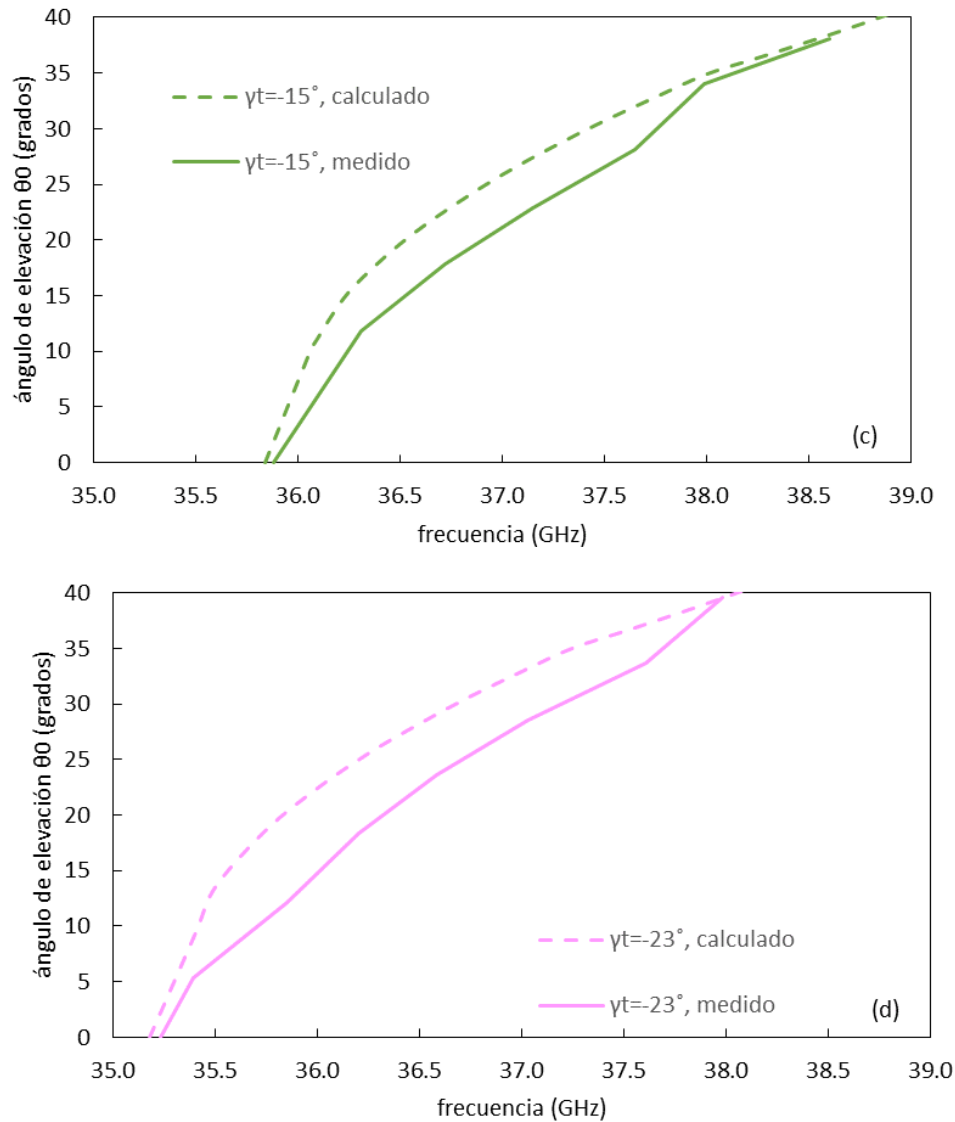 40
35
30
25
20
15
10
5
0
ángulo de elevación θ0 (grados)
γt=-15˚, calculado
γt=-15˚, medido
(c)
35.0 35.5 36.0 36.5 37.0 37.5 38.0 38.5 39.0
frecuencia (GHz)
40
35
30
25
20
15
10
5
0
ángulo de elevación θ0 (grados)
γt=-23˚, calculado
γt=-23˚, medido
(d)
35.0 35.5 36.0 36.5 37.0 37.5 38.0 38.5 39.0
frecuencia (GHz)